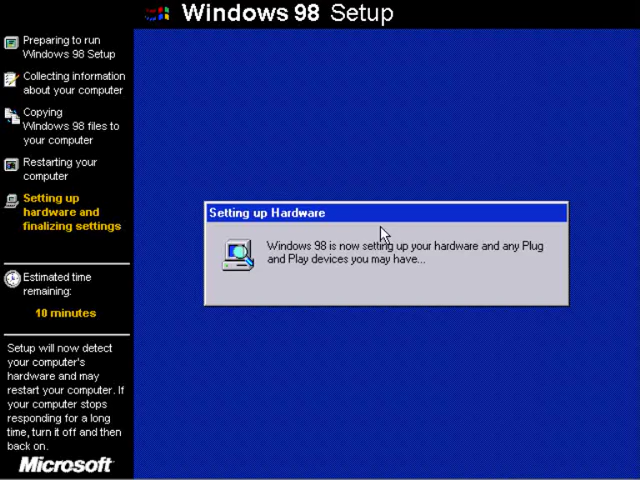 Windows 98 Setup
Preparing to run
Windows 98 Setup
Collecting information
about your computer
Copying
Windows 98 files to
your computer
Restarting your
computer
Setting up
hardware and
finalizing settings
Estimated time
remaining:
10 minutes
Setup will now detect
your computer's
hardware and may
restart your computer. If
your computer stops
responding for a long
time, turn it off and then
back on.
Microsoft
Setting up Hardware
Windows 98 is now setting up your hardware and any Plug
and Play devices you may have...